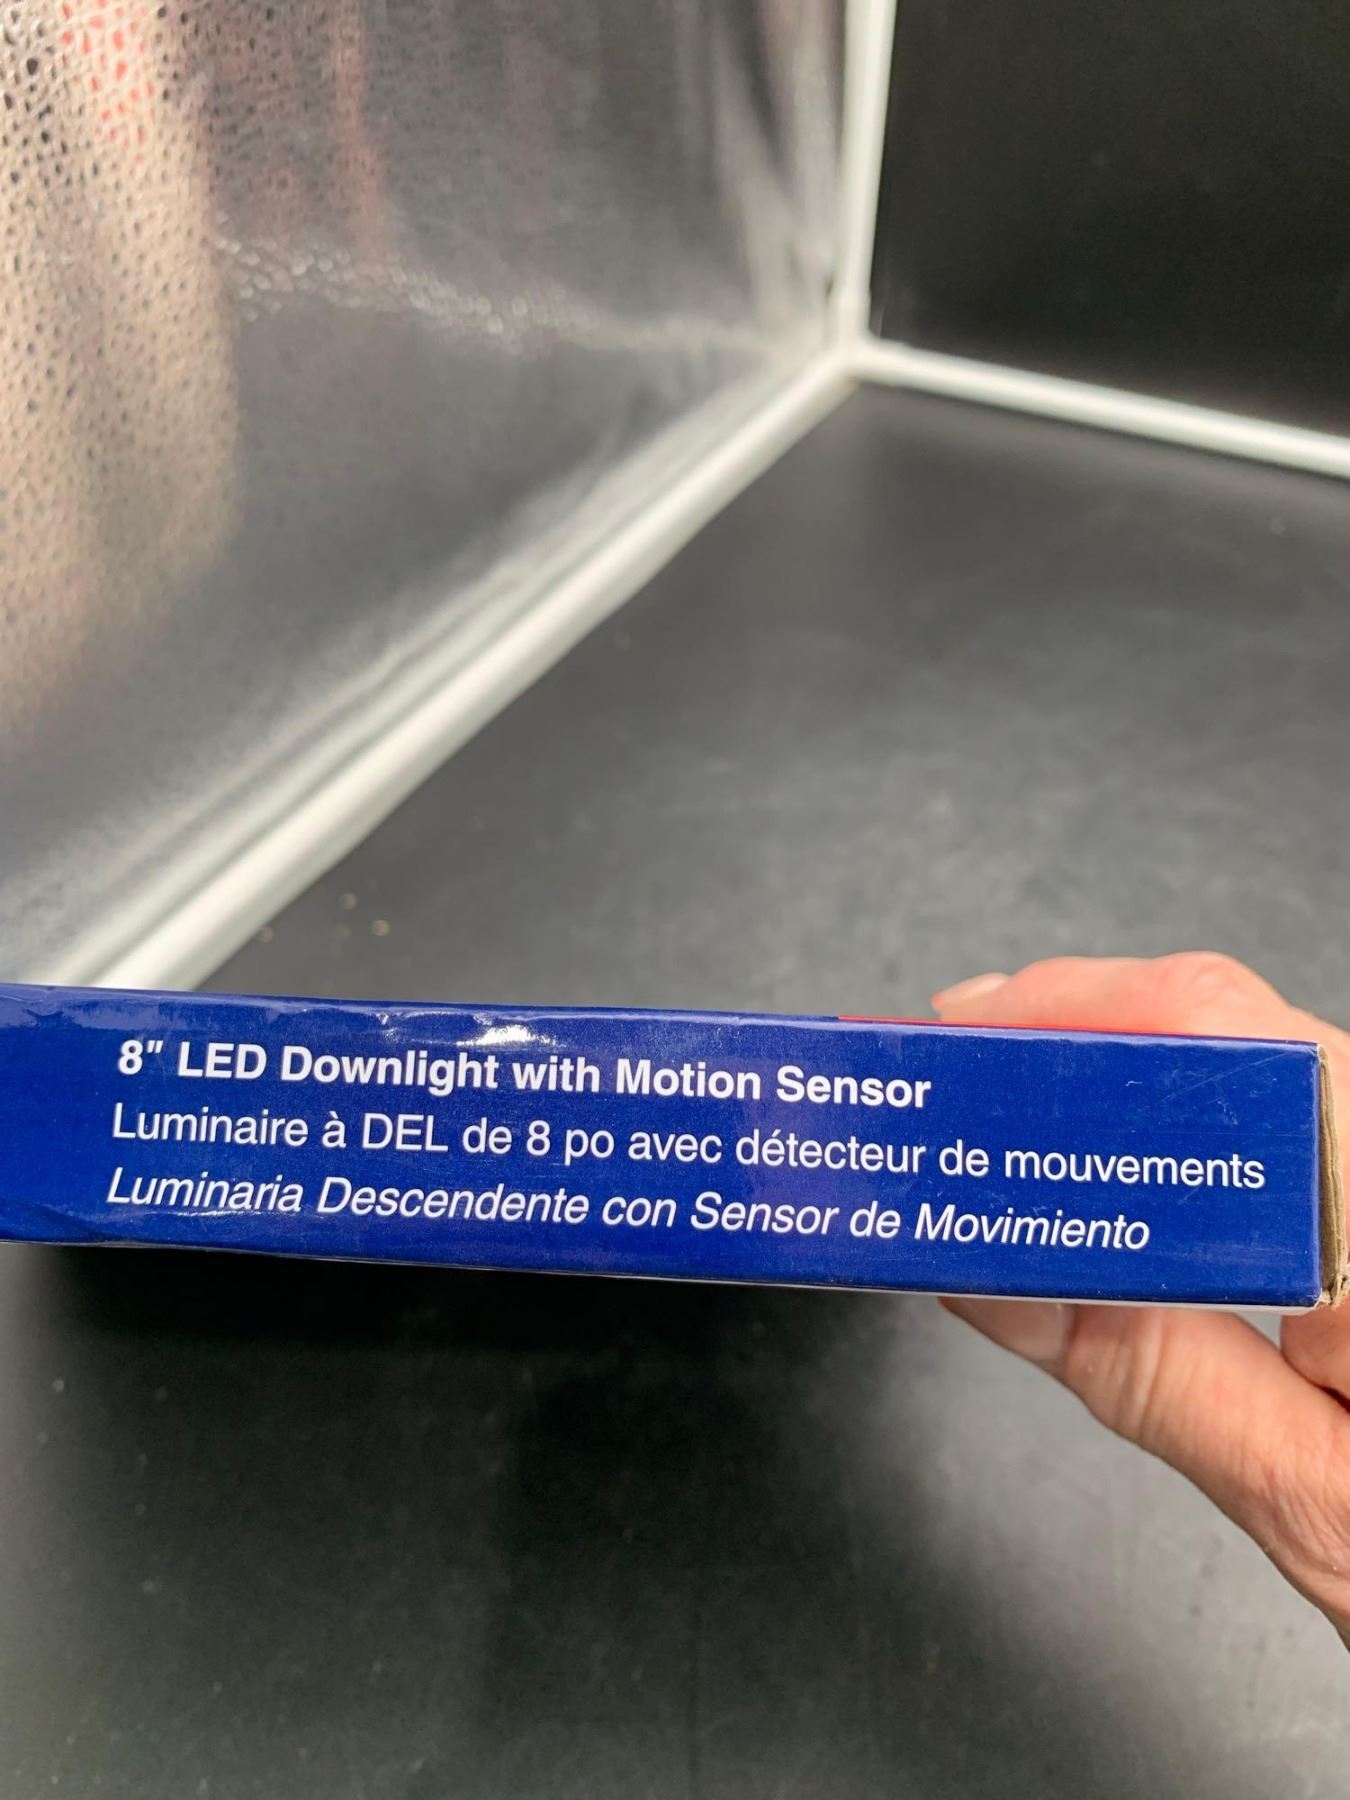 8" LED Downlight with Motion Sensor
Luminaire à DEL de 8 po avec détecteur de mouvements
Luminaria Descendente con Sensor de Movimiento